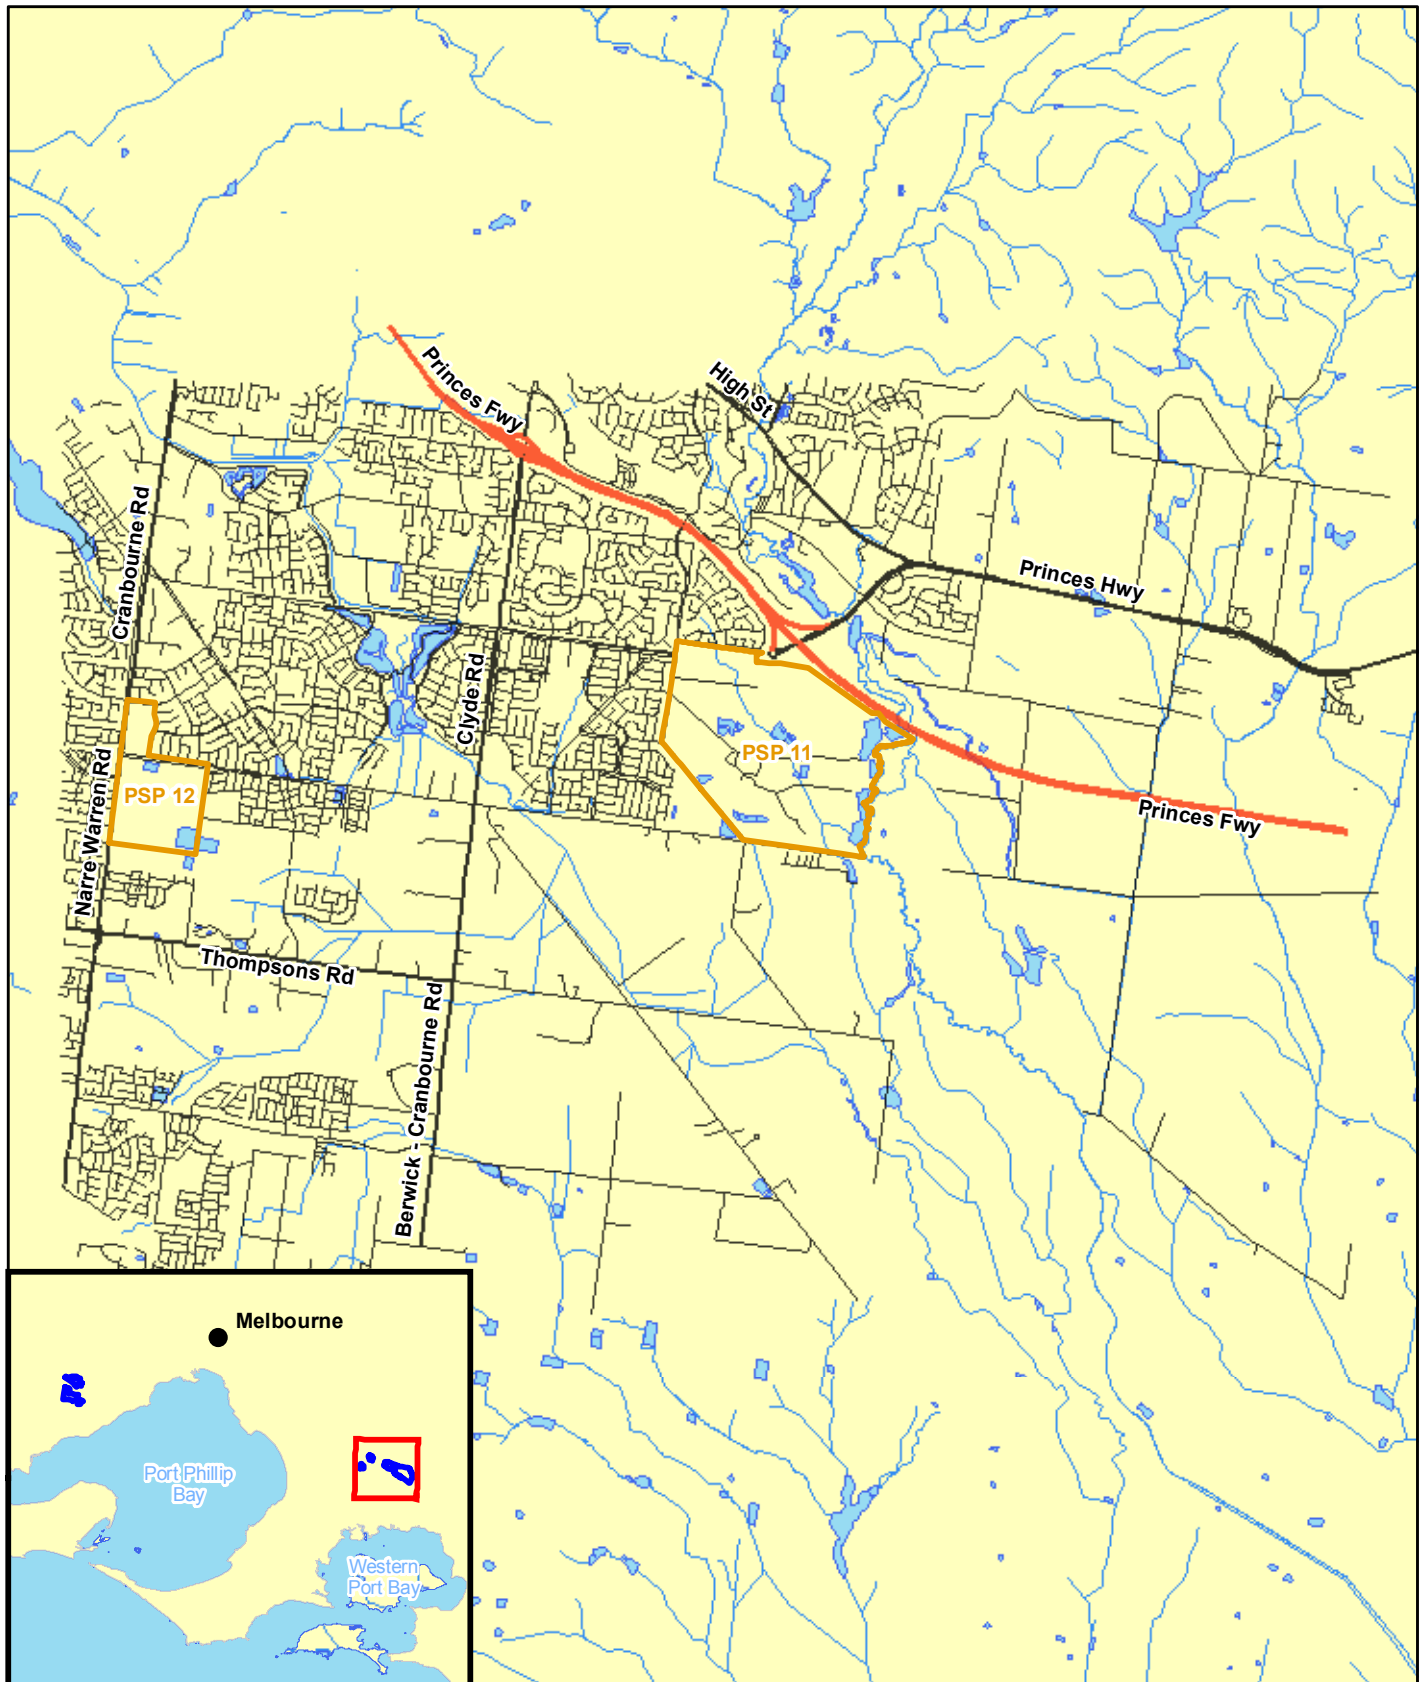 Princes Fwy
High St
Cranbourne Rd
Princes Hwy
Clyde Rd
PSP 11
Narre Warren Rd
PSP 12
Princes Fwy
Thompsons Rd
Berwick - Cranbourne Rd
Melbourne
Port Phillip
Bay
Western
Port Bay